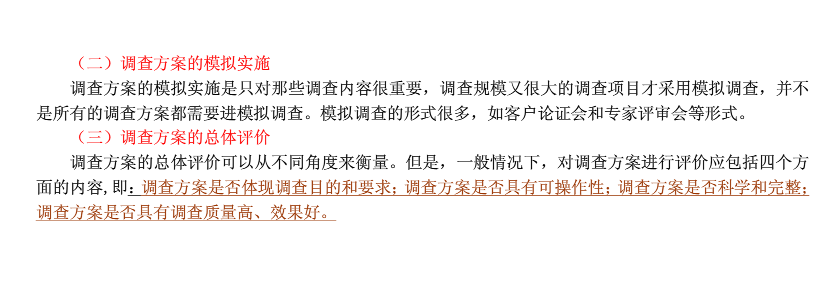 （二）调查方案的模拟实施
调查方案的模拟实施是只对那些调查内容很重要，调查规模又很大的调查项目才采用模拟调查，并不
是所有的调查方案都需要进模拟调查。模拟调查的形式很多，如客户论证会和专家评审会等形式。
（三）调查方案的总体评价
调查方案的总体评价可以从不同角度来衡量。但是，一般情况下，对调查方案进行评价应包括四个方
面的内容,即：调查方案是否体现调查目的和要求；调查方案是否具有可操作性；调查方案是否科学和完整；
调查方案是否具有调查质量高、效果好。